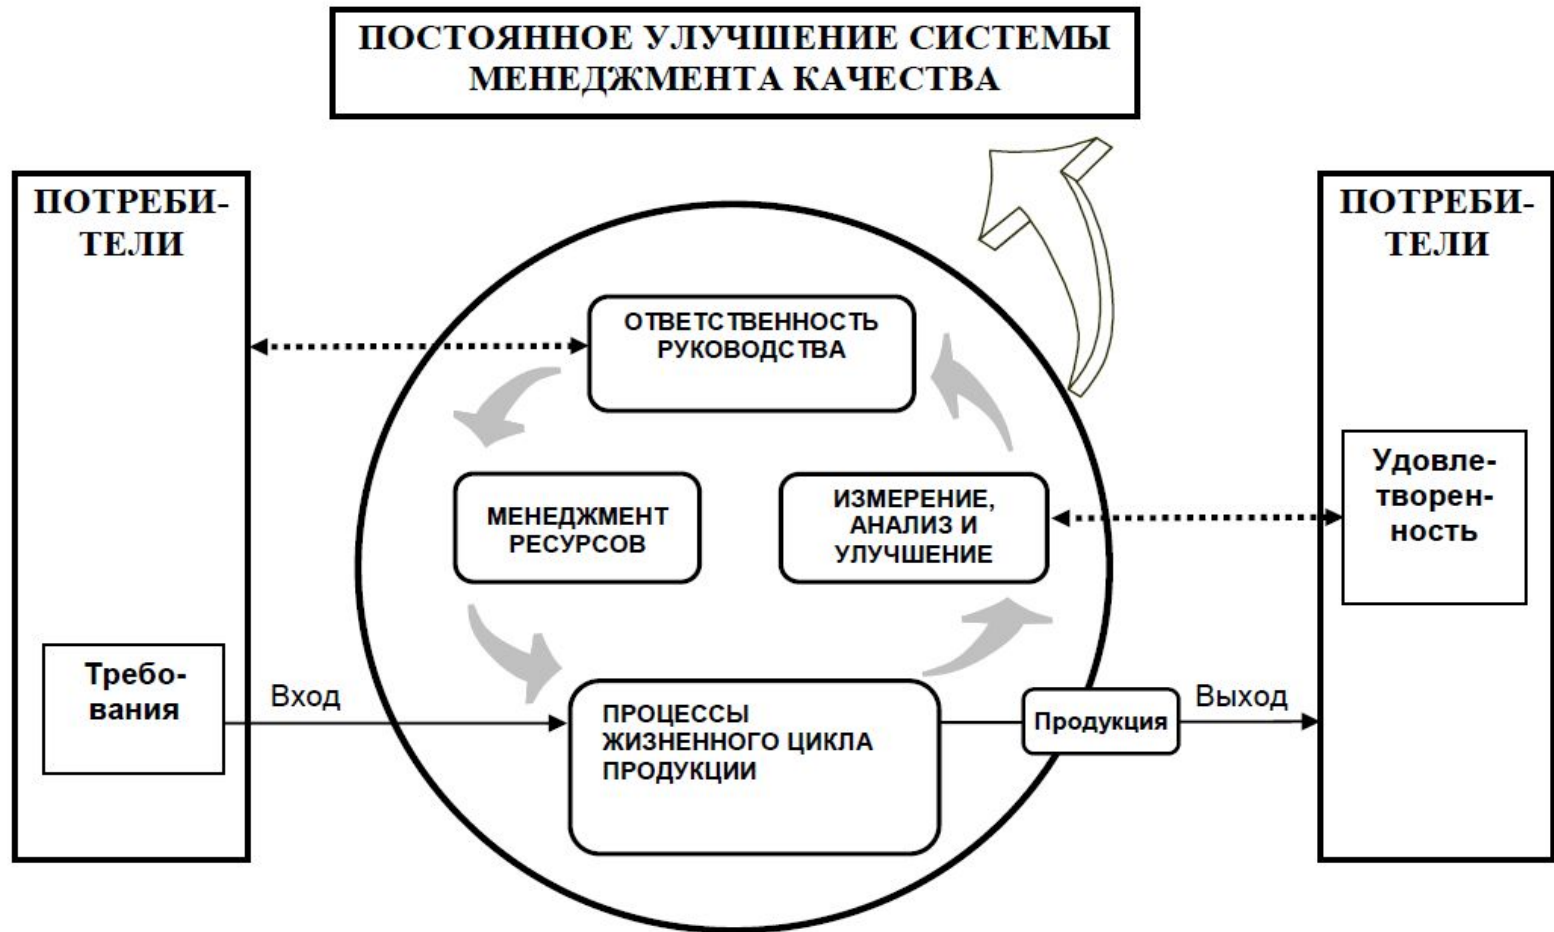 ПОСТОЯННОЕ УЛУЧШЕНИЕ СИСТЕМЫ
МЕНЕДЖМЕНТА КАЧЕСТВА
ПОТРЕБИ-
ТЕЛИ
ПОТРЕБИ-
ТЕЛИ
ОТВЕТСТВЕННОСТЬ
РУКОВОДСТВА
МЕНЕДЖМЕНТ
РЕСУРСОВ
ИЗМЕРЕНИЕ,
АНАЛИЗ И
УЛУЧШЕНИЕ
Удовле-
творен-
ность
Требо-
вания
Вход
ПРОЦЕССЫ
ЖИЗНЕННОГО ЦИКЛА
ПРОДУКЦИИ
Продукция
Выход